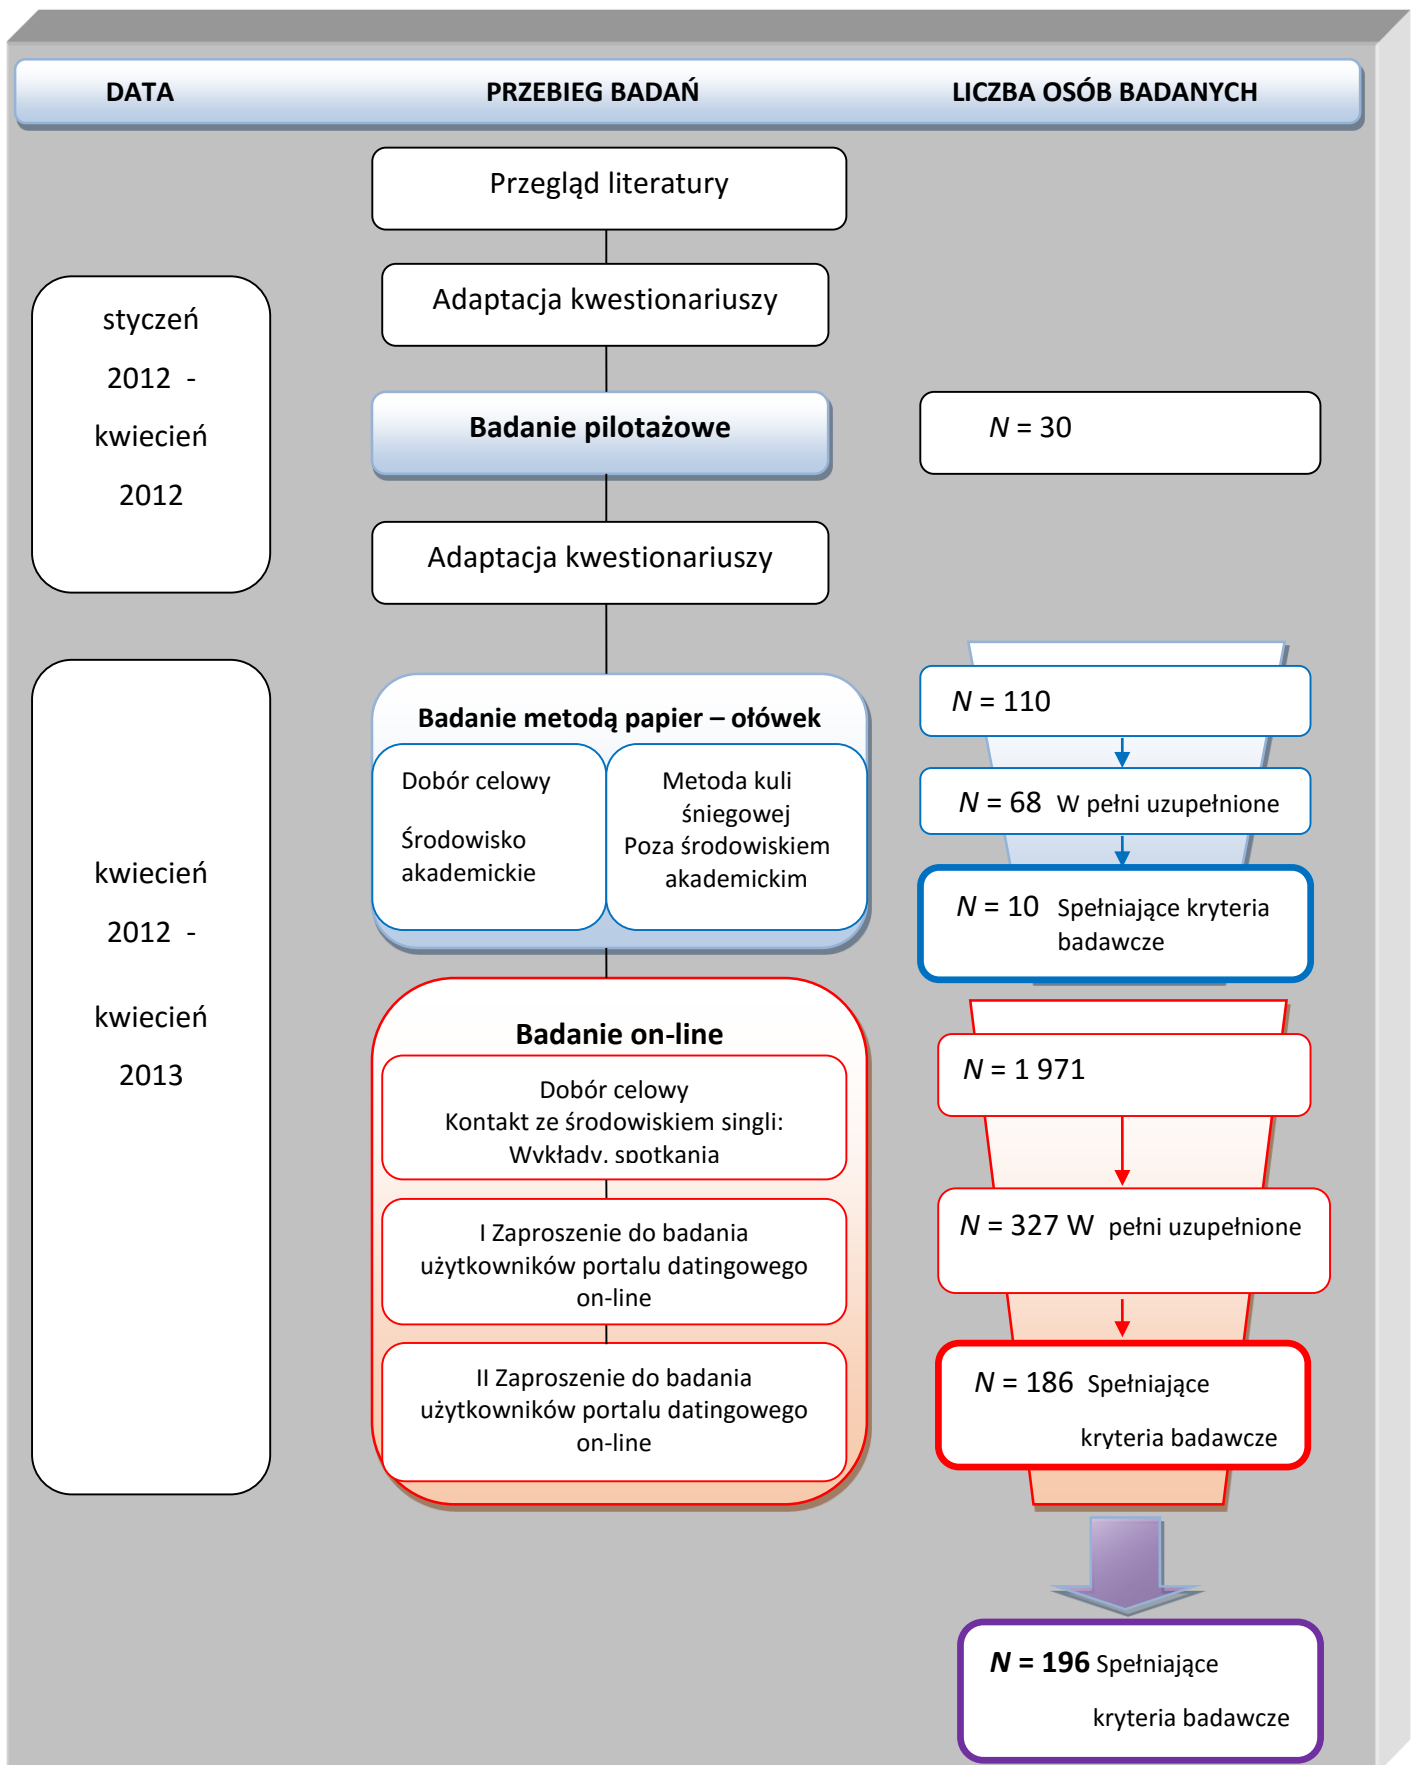 DATA PRZEBIEG BADAŃ LICZBA OSÓB BADANYCH
Przegląd literatury
Adaptacja kwestionariuszy
styczeń
2012 -
kwiecień
2012
Badanie pilotażowe
N = 30
Adaptacja kwestionariuszy
kwiecień
2012 -
kwiecień
2013
Badanie metodą papier – ołówek
Dobór celowy
Środowisko
akademickie
Metoda kuli
śniegowej
Poza środowiskiem
akademickim
N = 110
N = 68 W pełni uzupełnione
N = 10 Spełniające kryteria
badawcze
Badanie on-line
Dobór celowy
Kontakt ze środowiskiem singli:
Wykłady, spotkania
I Zaproszenie do badania
użytkowników portalu datingowego
on-line
II Zaproszenie do badania
użytkowników portalu datingowego
on-line
N = 1 971
N = 327 W pełni uzupełnione
N = 186 Spełniające
kryteria badawcze
N = 196 Spełniające
kryteria badawcze